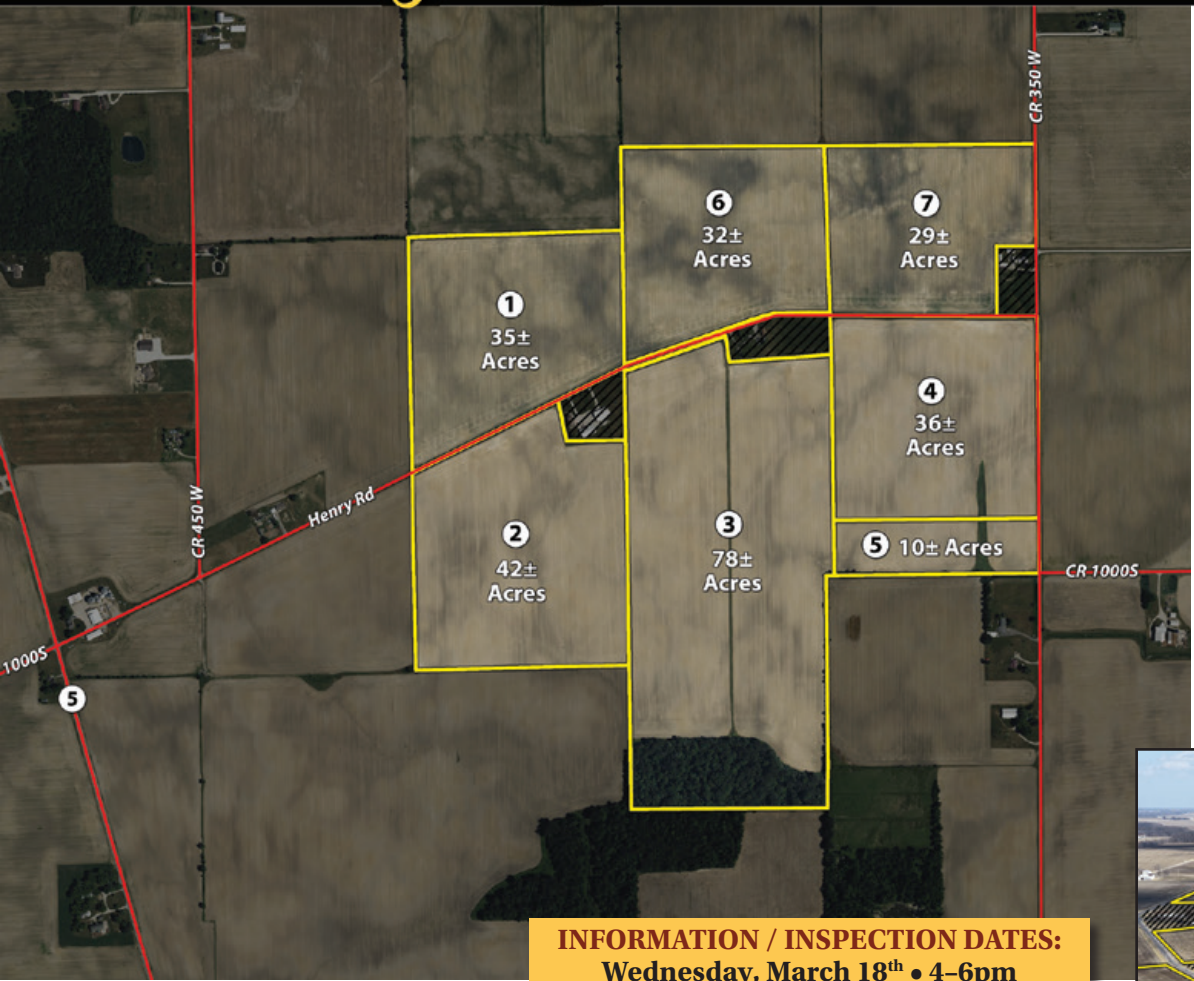 CR 350 W
6
32±
Acres
7
29±
Acres
1
35±
Acres
4
36±
Acres
CR 450 W
Henry Rd
2
42±
Acres
3
78±
Acres
5 10± Acres
CR 1000S
1000S
5
INFORMATION / INSPECTION DATES:
Wednesday, March 18th • 4–6pm